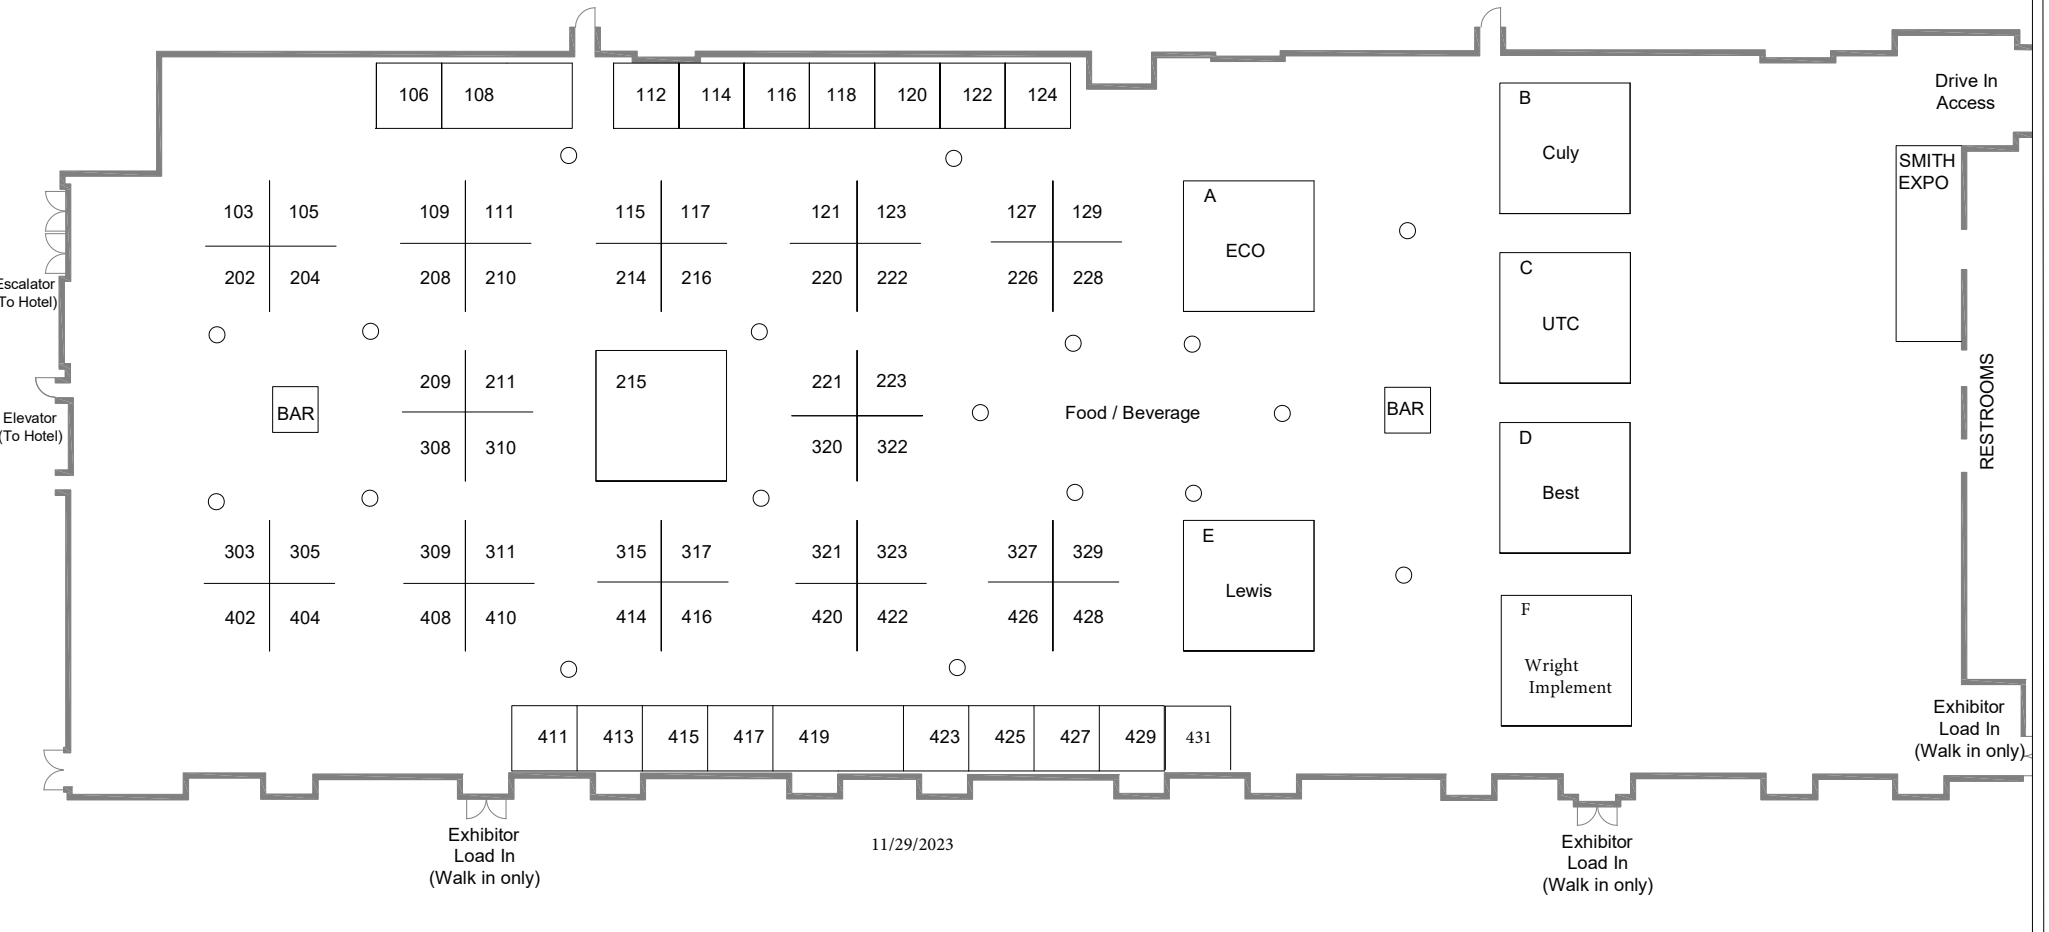 106 108 112 114 116 118 120 122 124
B
Culy
Drive In
Access
SMITH
EXPO
103 105 109 111 115 117 121 123 127 129
A
ECO
202 204 208 210 214 216 220 222 226 228
C
UTC
Escalator
(To Hotel)
209 211 215 221 223
BAR
Food / Beverage
BAR
RESTROOMS
Elevator
(To Hotel)
308 310 320 322
D
Best
303 305 309 311 315 317 321 323 327 329
E
Lewis
402 404 408 410 414 416 420 422 426 428
F
Wright
Implement
411 413 415 417 419 423 425 427 429 431
Exhibitor
Load In
(Walk in only)
Exhibitor
Load In
(Walk in only)
11/29/2023
Exhibitor
Load In
(Walk in only)